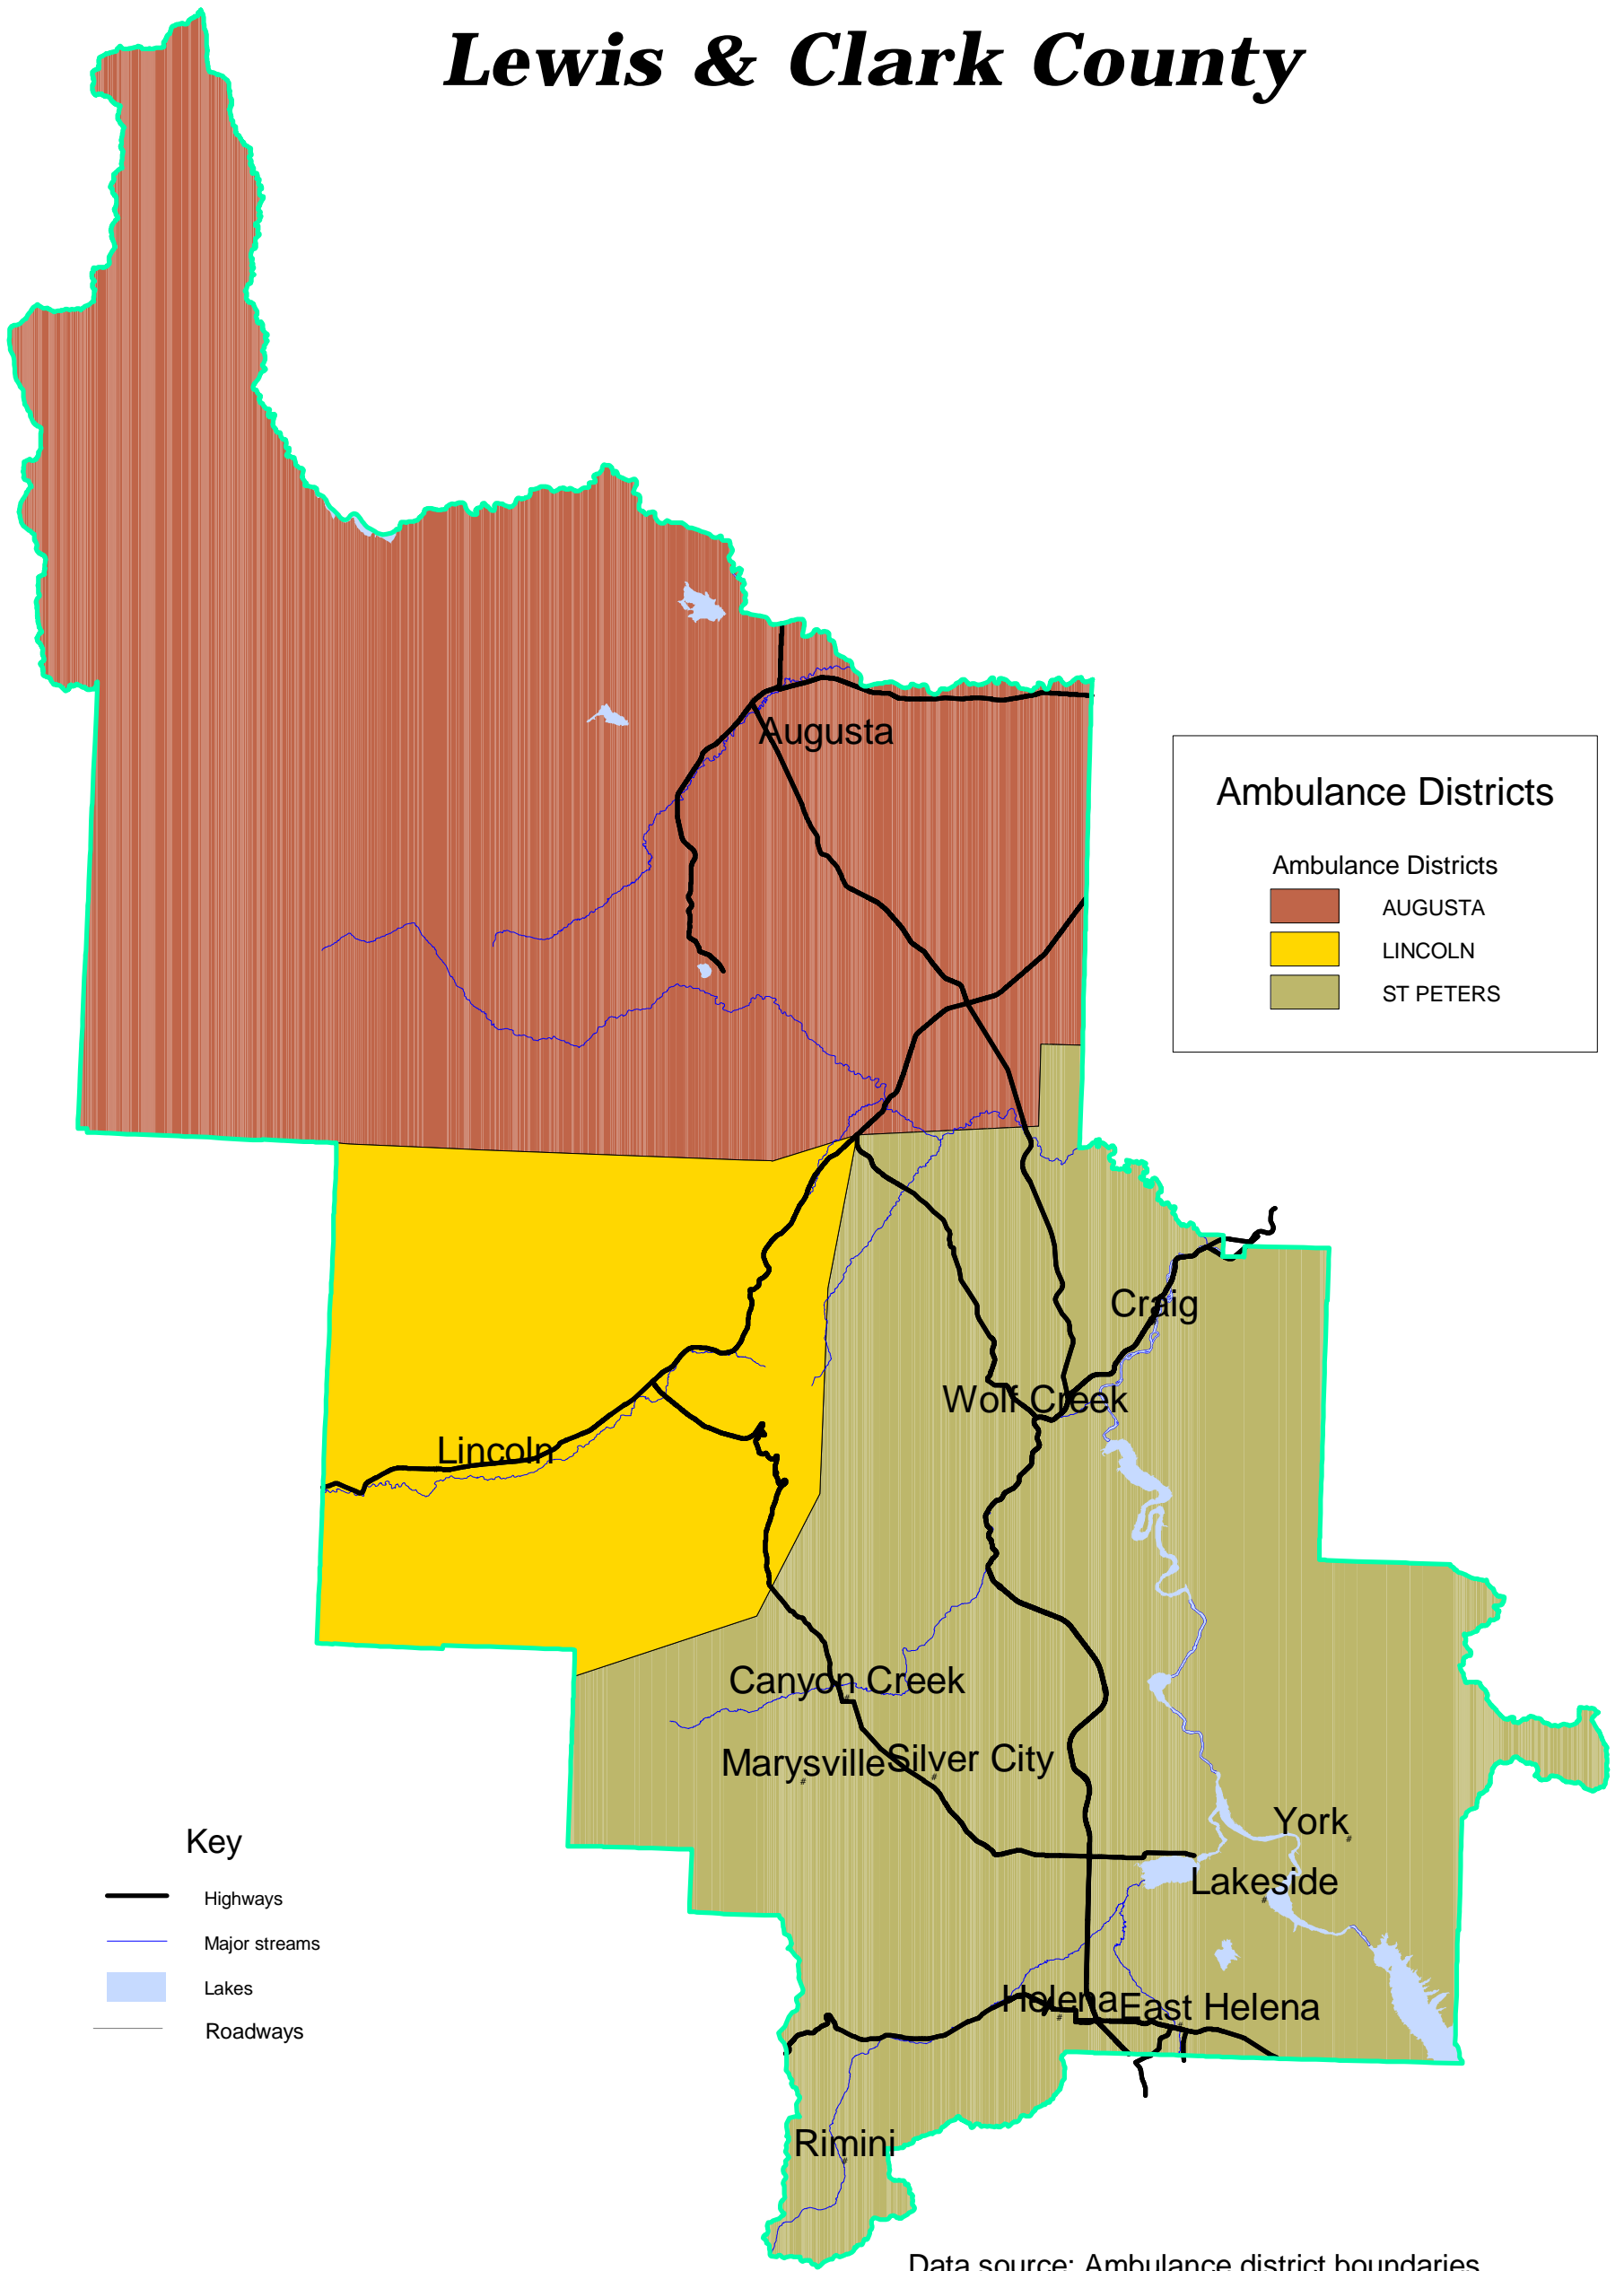 Lewis & Clark County
Augusta
Ambulance Districts
Ambulance Districts
AUGUSTA
LINCOLN
ST PETERS
Craig
Wolf Creek
Lincoln
Canyon Creek
Marysville
Silver City
York
Key
Lakeside
Highways
Major streams
Lakes
Helena
East Helena
Roadways
Rimini
Data source: Ambulance district boundaries